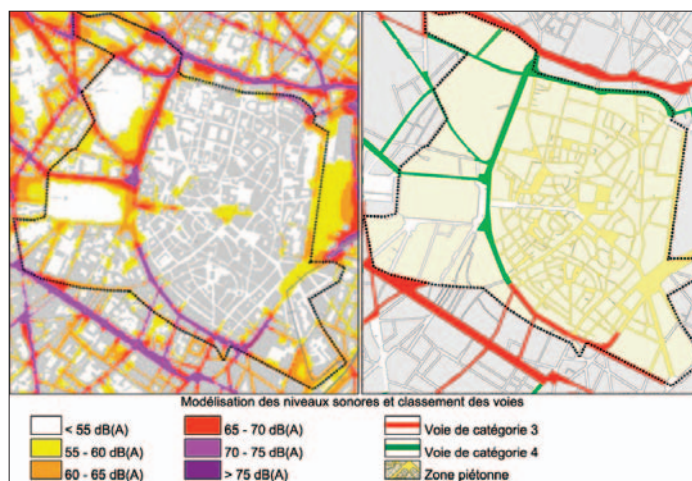 Modélisation des niveaux sonores et classement des voies
< 55 dB(A)
55 - 60 dB(A)
60 - 65 dB(A)
65 - 70 dB(A)
70 - 75 dB(A)
> 75 dB(A)
Voie de catégorie 3
Voie de catégorie 4
Zone piétonne